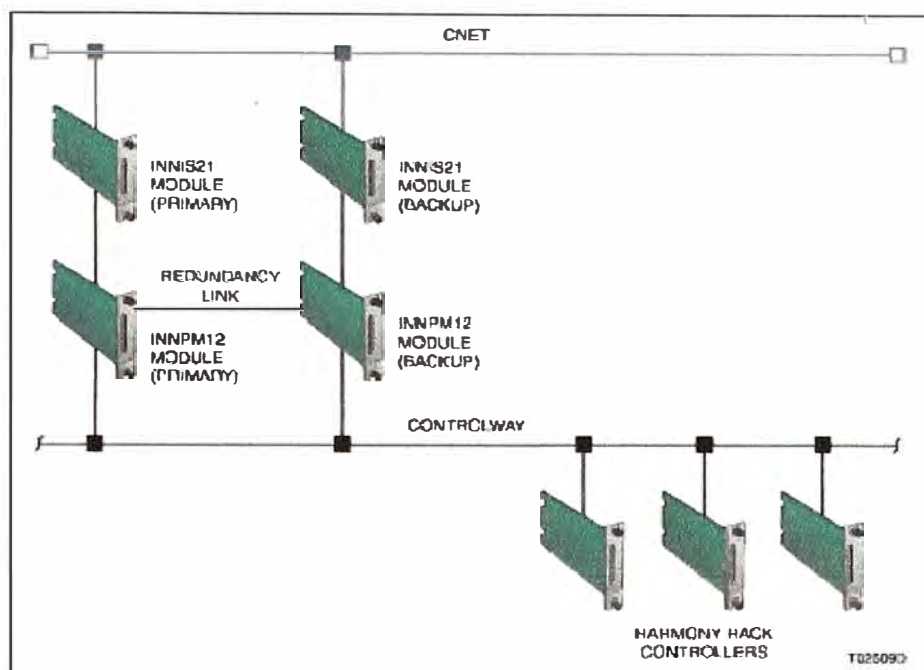 CNET
INNIS21
MODULE
(PRIMARY)
INNIS21
MODULE
(BACKUP)
REDUNDANCY
LINK
INNPM12
MODULE
(PRIMARY)
INNPM12
MODULE
(BACKUP)
CONTROLWAY
HARMONY RACK
CONTROLLERS